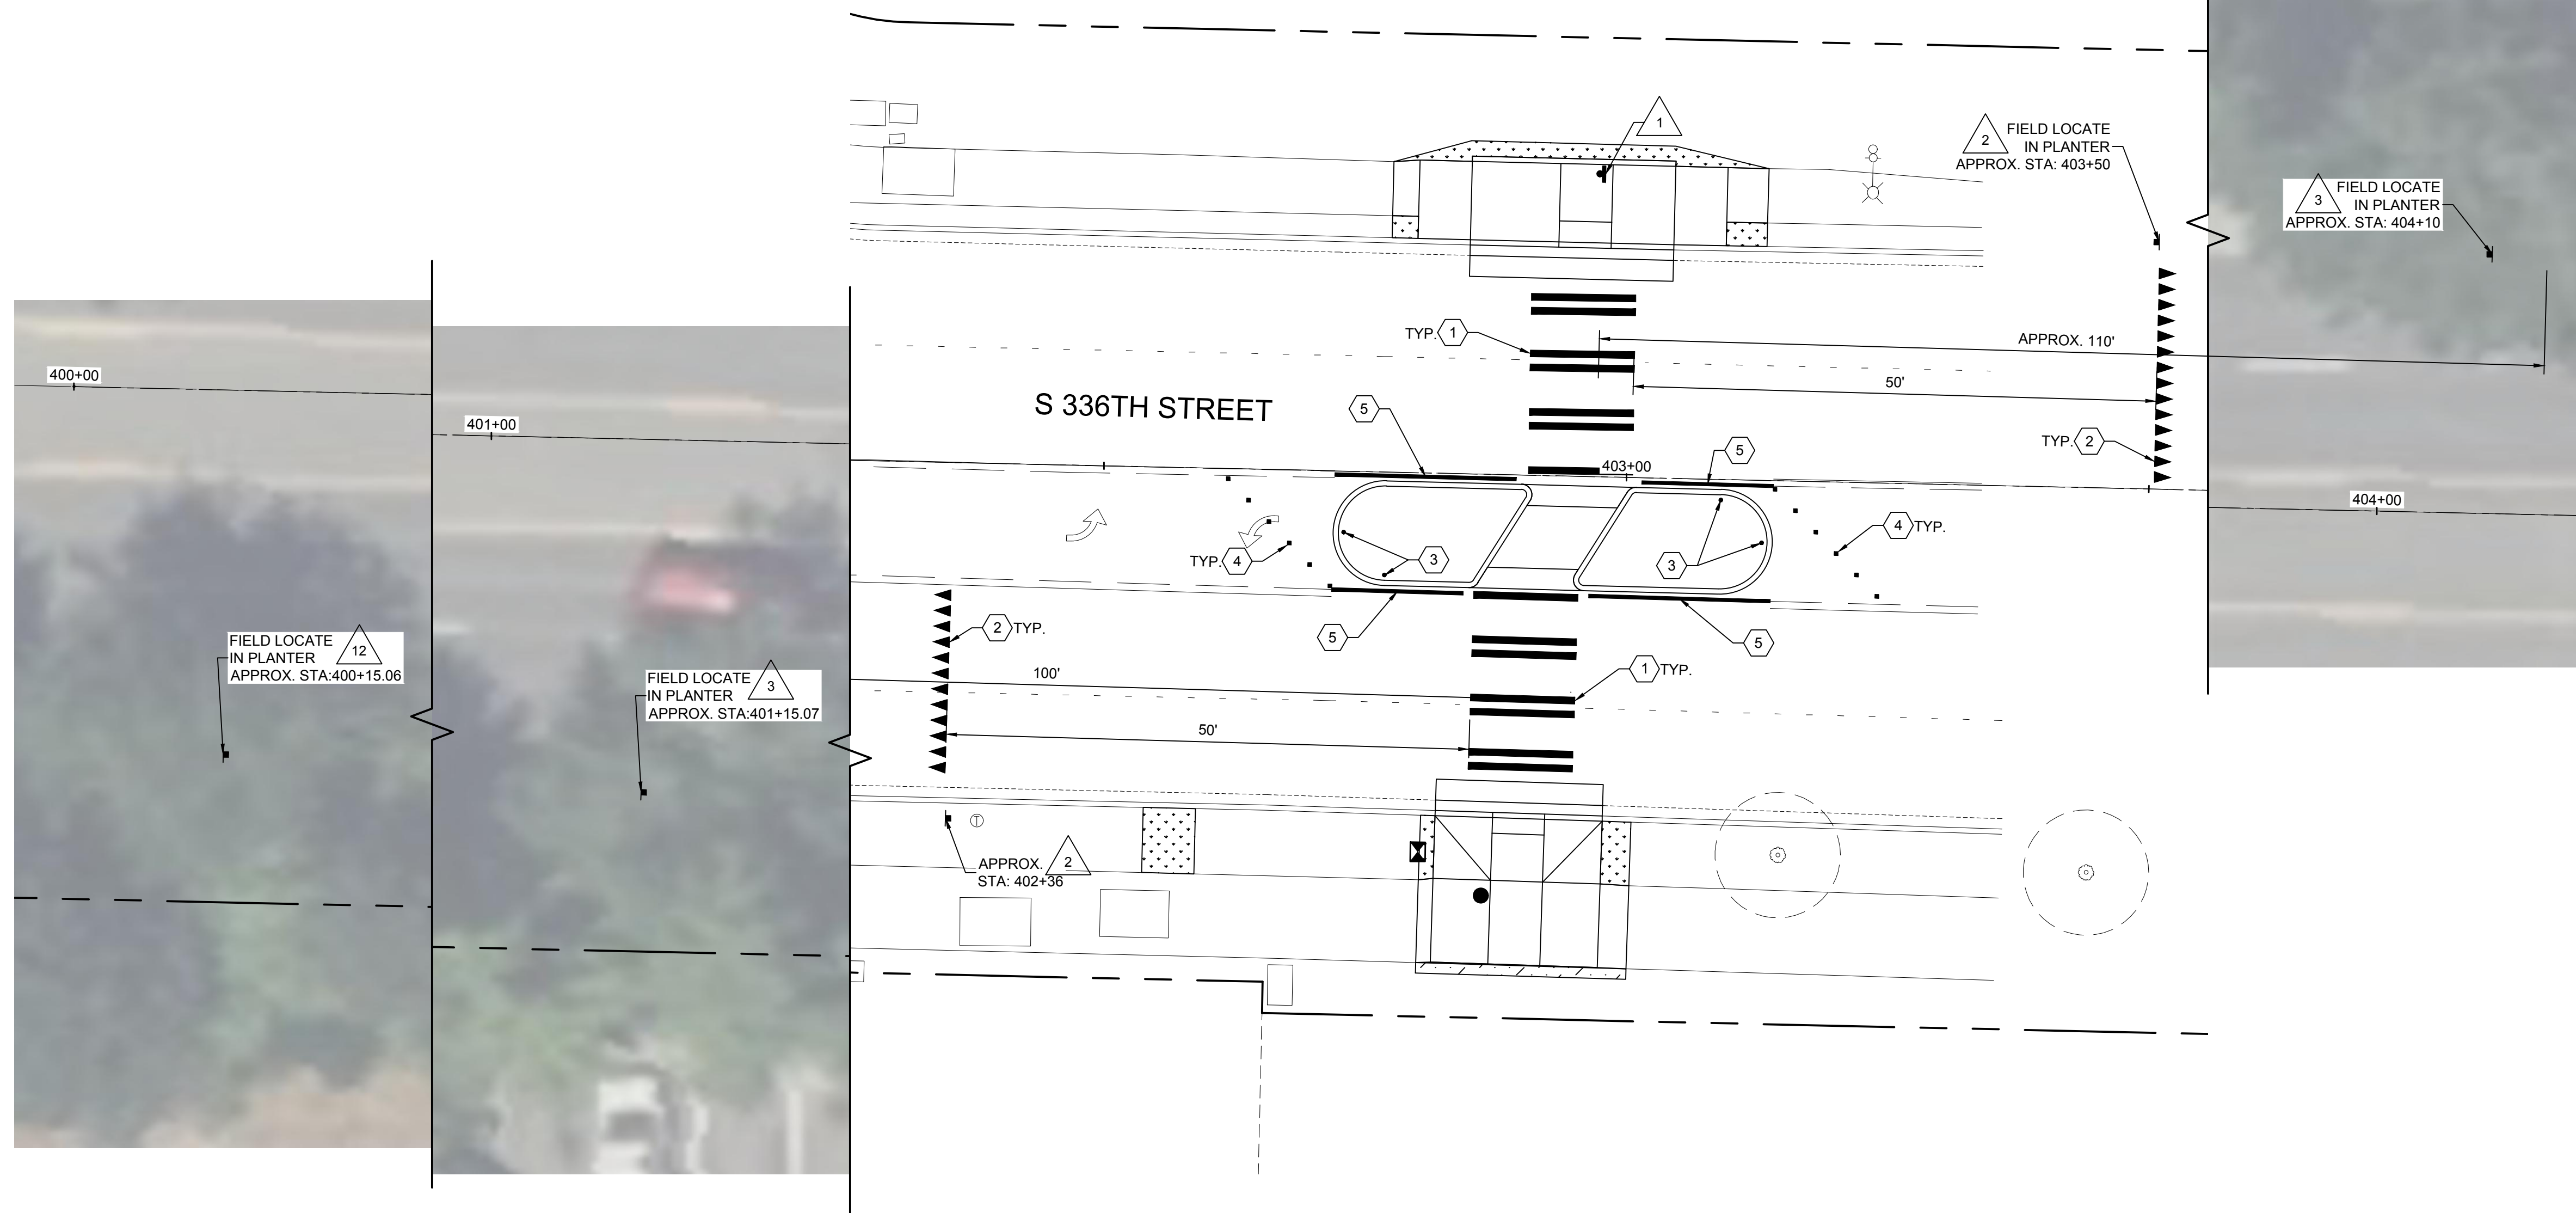 1
2
FIELD LOCATE
IN PLANTER
APPROX. STA: 403+50
3
FIELD LOCATE
IN PLANTER
APPROX. STA: 404+10
TYP. 1
APPROX. 110'
50'
400+00
S 336TH STREET
5
401+00
5
TYP. 2
403+00
404+00
4 TYP.
TYP. 4
3
3
2 TYP.
5
5
FIELD LOCATE
IN PLANTER
APPROX. STA:400+15.06
12
FIELD LOCATE
IN PLANTER
APPROX. STA:401+15.07
3
100'
1 TYP.
50'
APPROX.
STA: 402+36
2